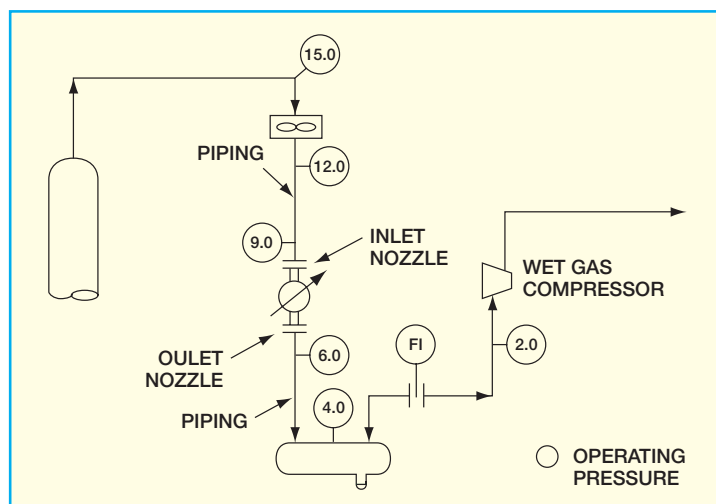 15.0
PIPING
12.0
9.0
INLET
NOZZLE
WET GAS
COMPRESSOR
OULET
NOZZLE
6.0
FI
2.0
PIPING
4.0
OPERATING
PRESSURE